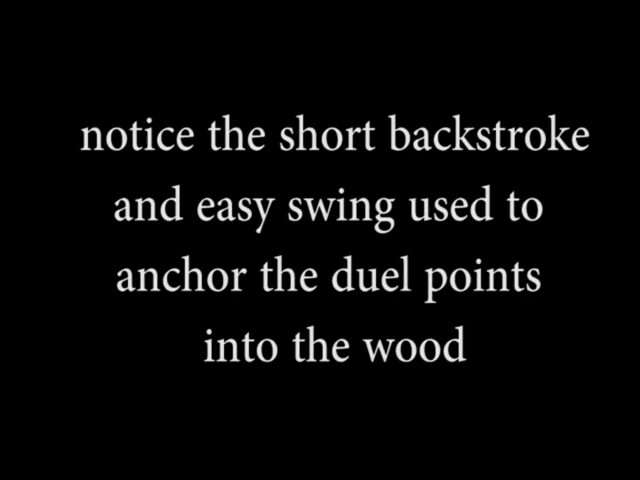 notice the short backstroke
and easy swing used to
anchor the duel points
into the wood